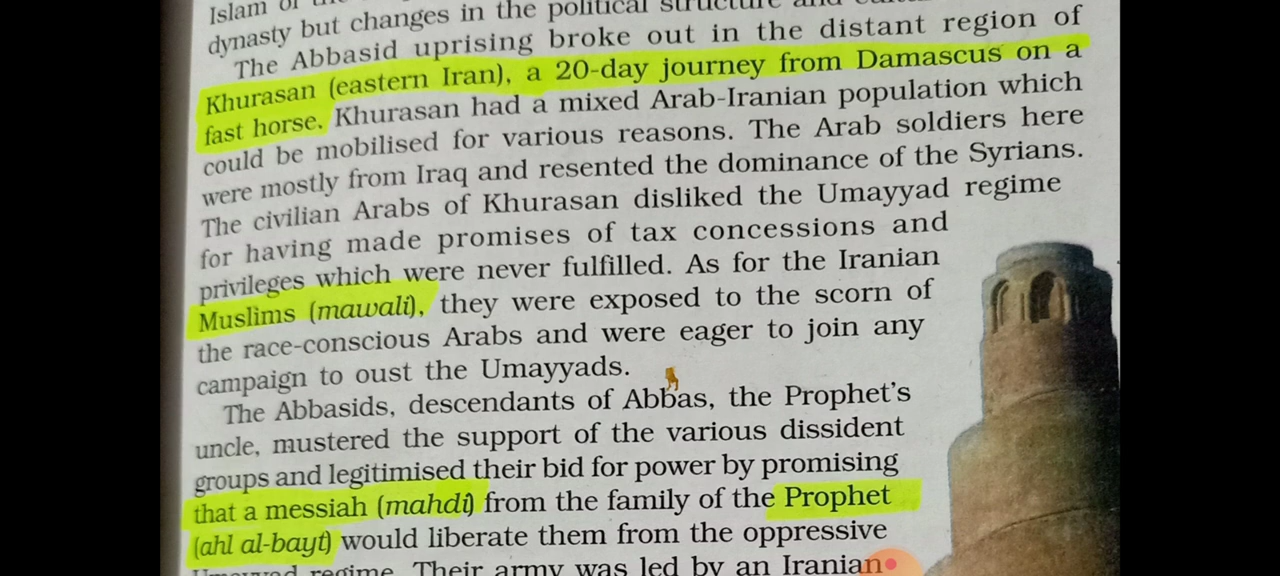 Islam
dynasty but changes in the political structure and
The Abbasid uprising broke out in the distant region of
Khurasan (eastern Iran), a 20-day journey from Damascus on a
fast horse. Khurasan had a mixed Arab-Iranian population which
could be mobilised for various reasons. The Arab soldiers here
were mostly from Iraq and resented the dominance of the Syrians.
The civilian Arabs of Khurasan disliked the Umayyad regime
for having made promises of tax concessions and
privileges which were never fulfilled. As for the Iranian
Muslims (mawali), they were exposed to the scorn of
the race-conscious Arabs and were eager to join any
campaign to oust the Umayyads.
The Abbasids, descendants of Abbas, the Prophet's
uncle, mustered the support of the various dissident
groups and legitimised their bid for power by promising
that a messiah (mahdi) from the family of the Prophet
(ahl al-bayt) would liberate them from the oppressive
regime. Their army was led by an Iranian